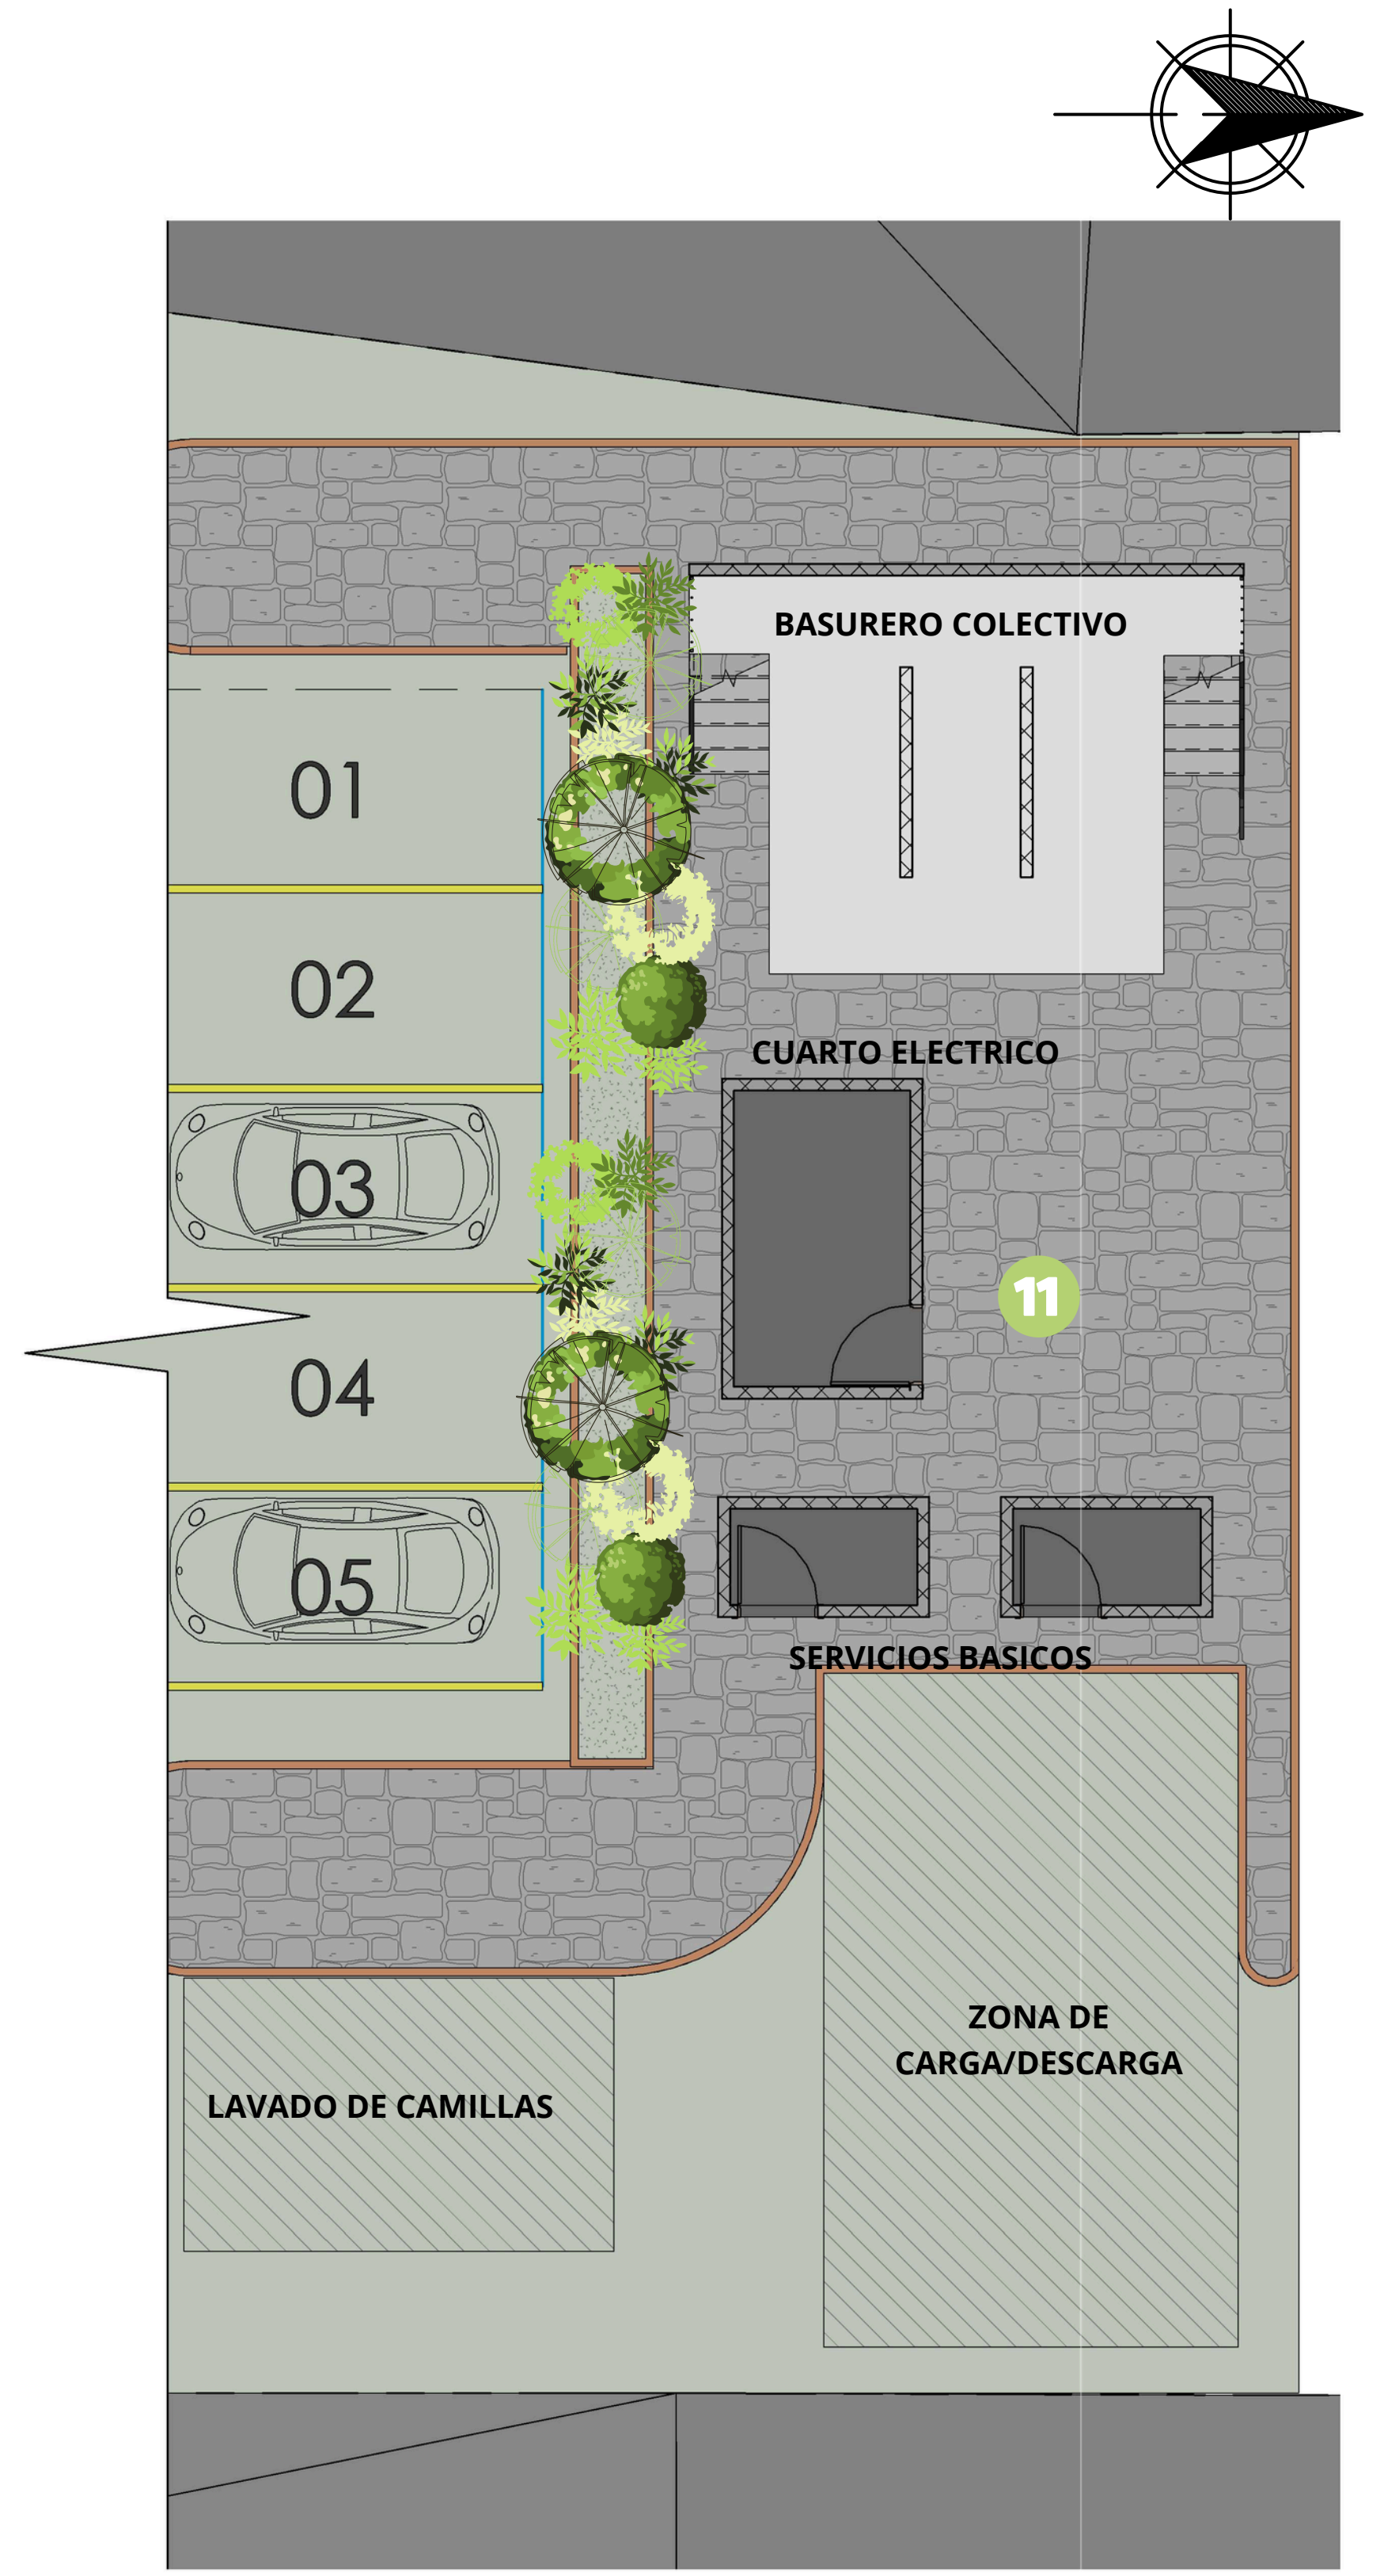 BASURERO COLECTIVO
01
02
CUARTO ELECTRICO
03
11
04
05
SERVICIOS BASICOS
ZONA DE
CARGA/DESCARGA
LAVADO DE CAMILLAS